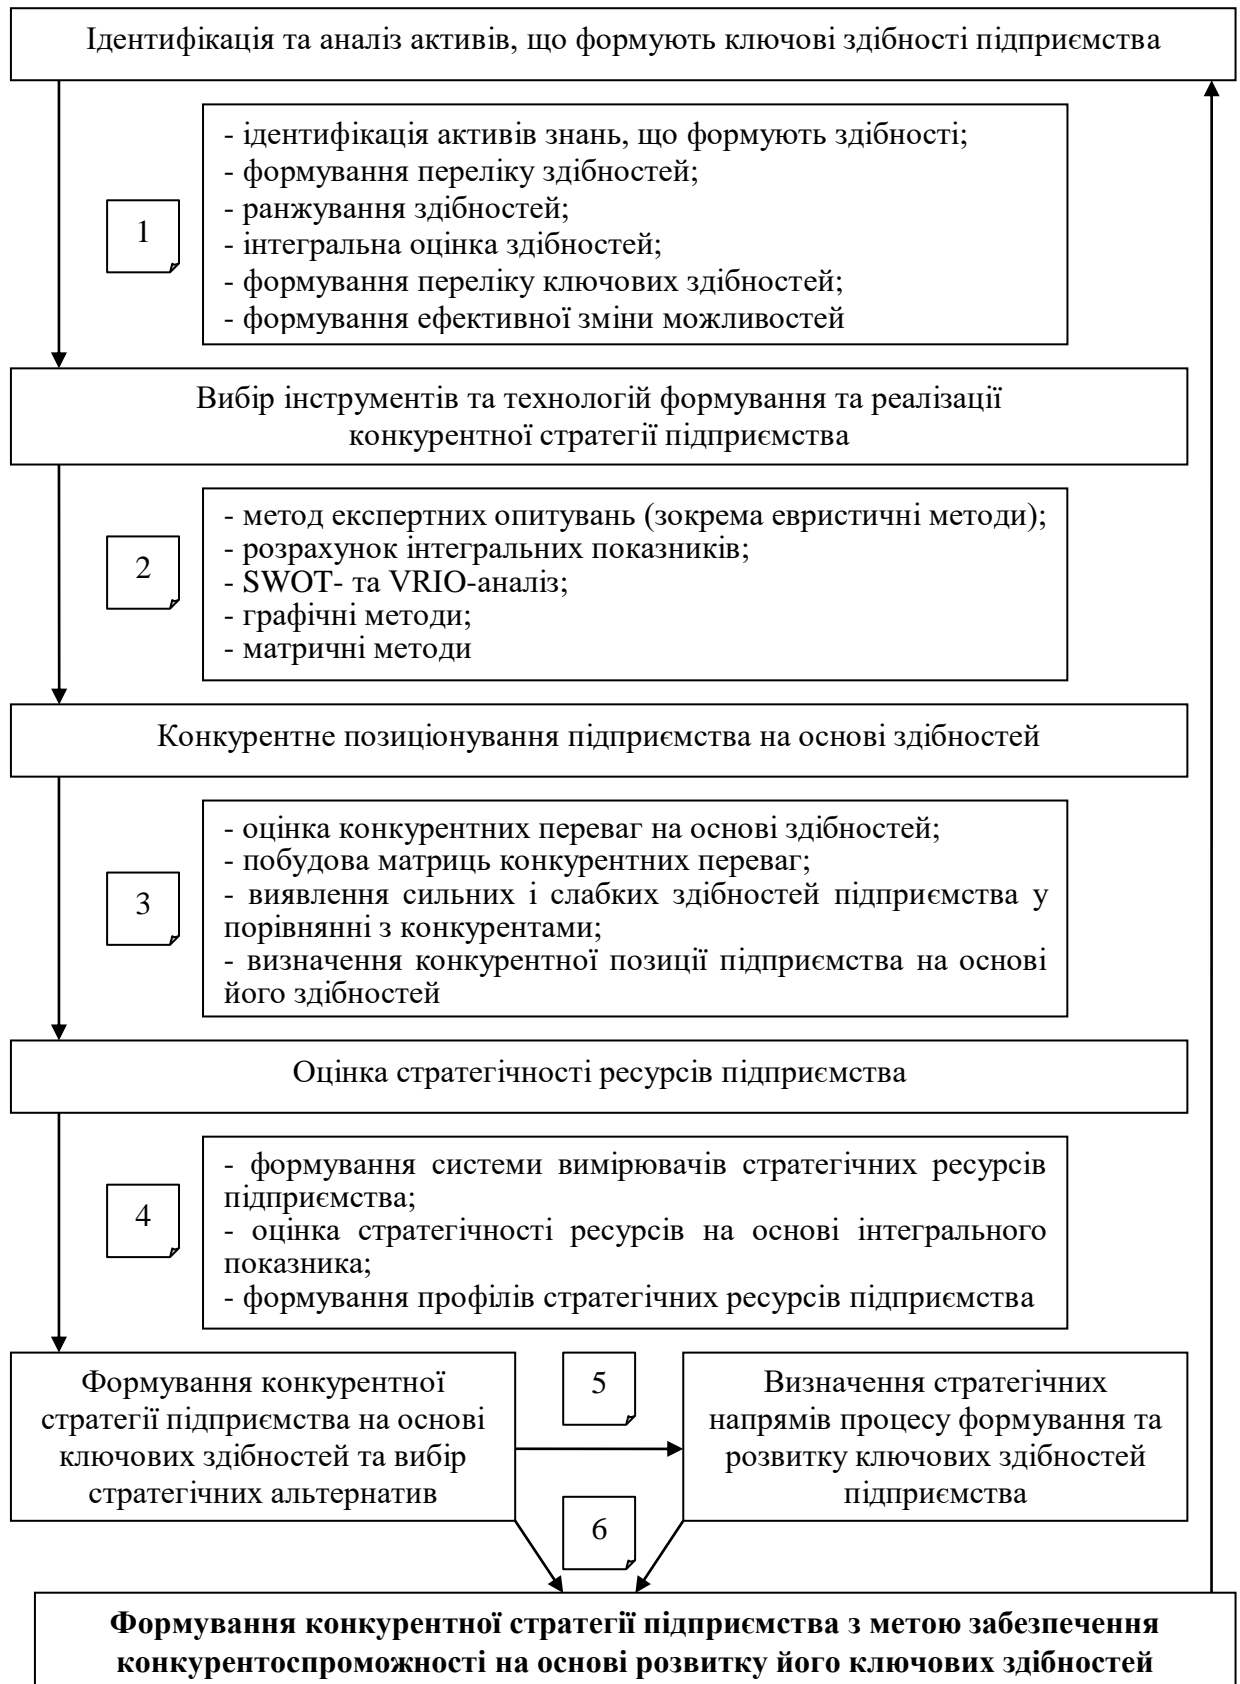 Ідентифікація та аналіз активів, що формують ключові здібності підприємства
- ідентифікація активів знань, що формують здібності;
- формування переліку здібностей;
- ранжування здібностей;
1
- інтегральна оцінка здібностей;
- формування переліку ключових здібностей;
- формування ефективної зміни можливостей
Вибір інструментів та технологій формування та реалізації
конкурентної стратегії підприємства
- метод експертних опитувань (зокрема евристичні методи);
- розрахунок інтегральних показників;
2
- SWOT- та VRIO-аналіз;
- графічні методи;
- матричні методи
Конкурентне позиціонування підприємства на основі здібностей
- оцінка конкурентних переваг на основі здібностей;
- побудова матриць конкурентних переваг;
3
- виявлення сильних і слабких здібностей підприємства у
порівнянні з конкурентами;
- визначення конкурентної позиції підприємства на основі
його здібностей
Оцінка стратегічності ресурсів підприємства
- формування системи вимірювачів стратегічних ресурсів
підприємства;
4
- оцінка стратегічності ресурсів на основі інтегрального
показника;
- формування профілів стратегічних ресурсів підприємства
Формування конкурентної
стратегії підприємства на основі
ключових здібностей та вибір
стратегічних альтернатив
5
Визначення стратегічних
напрямів процесу формування та
розвитку ключових здібностей
підприємства
6
Формування конкурентної стратегії підприємства з метою забезпечення
конкурентоспроможності на основі розвитку його ключових здібностей